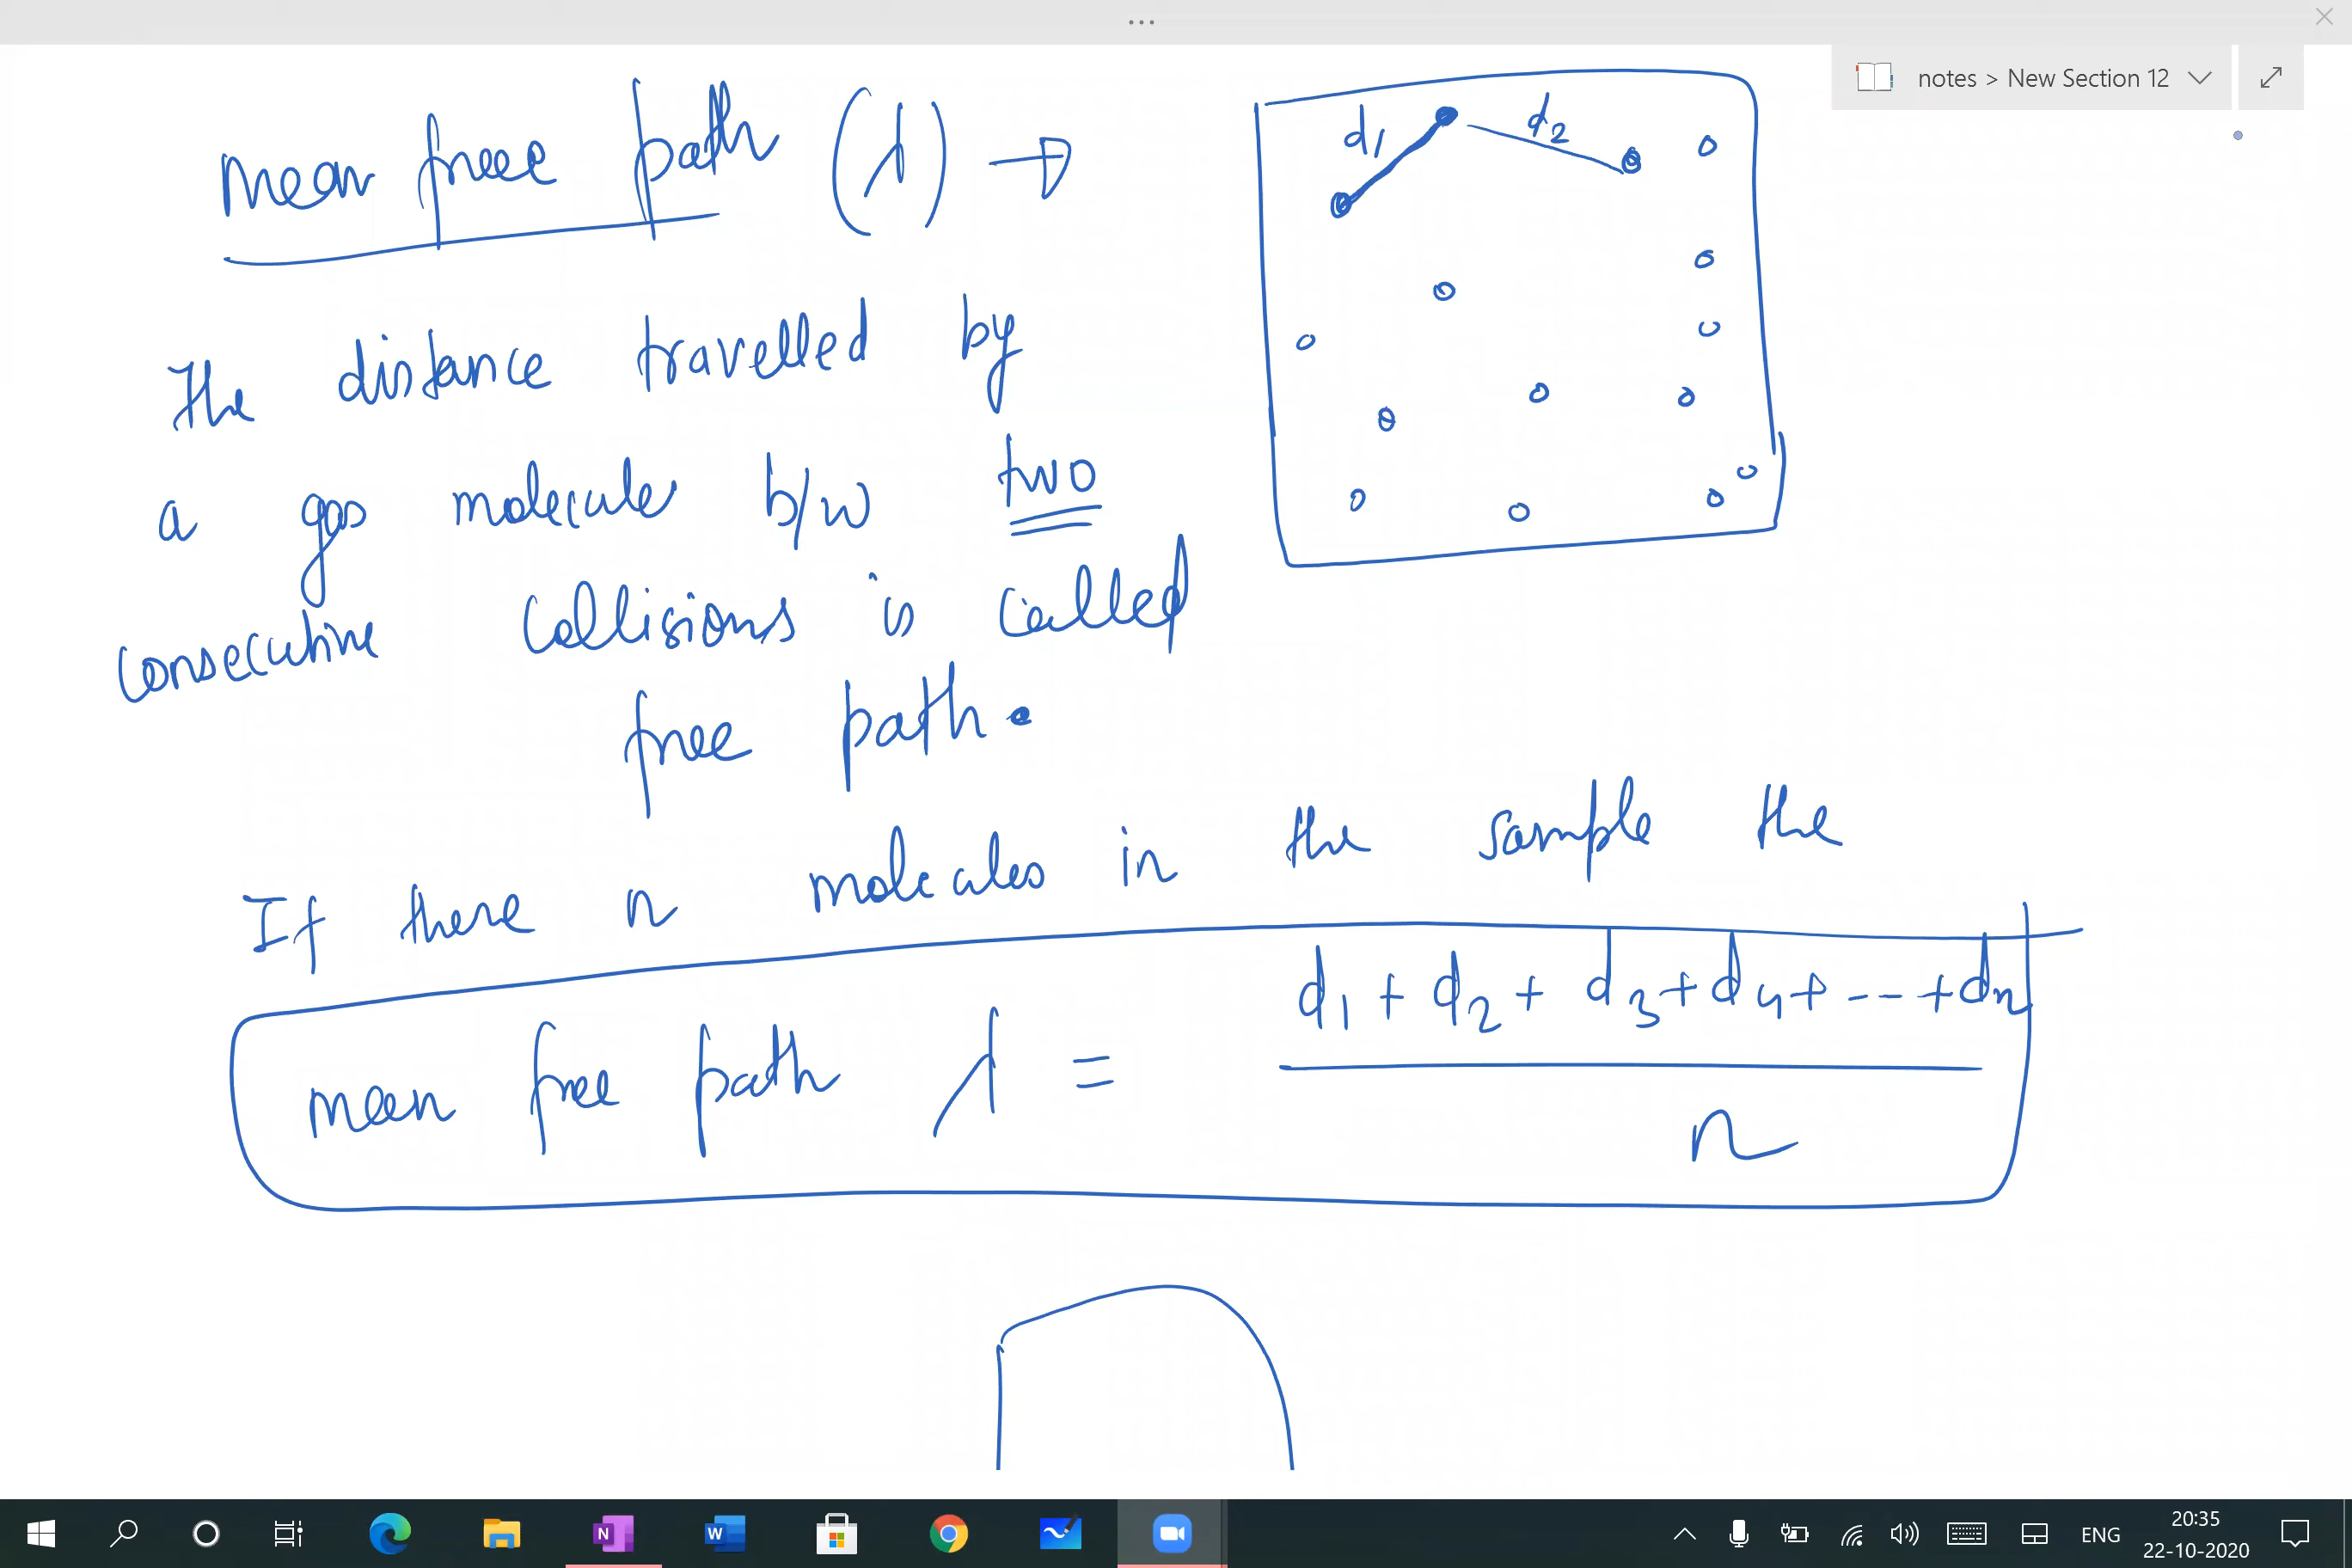 notes > New Section 12
mean free path (λ) →
d1 d2
The distance travelled by
a gas molecule b/w two
consecutive collisions is called
free path.
If there n molecules in the sample the
mean free path λ = d1 + d2 + d3 + d4 + --- + dn
n
N
W
ENG
20:35
22-10-2020